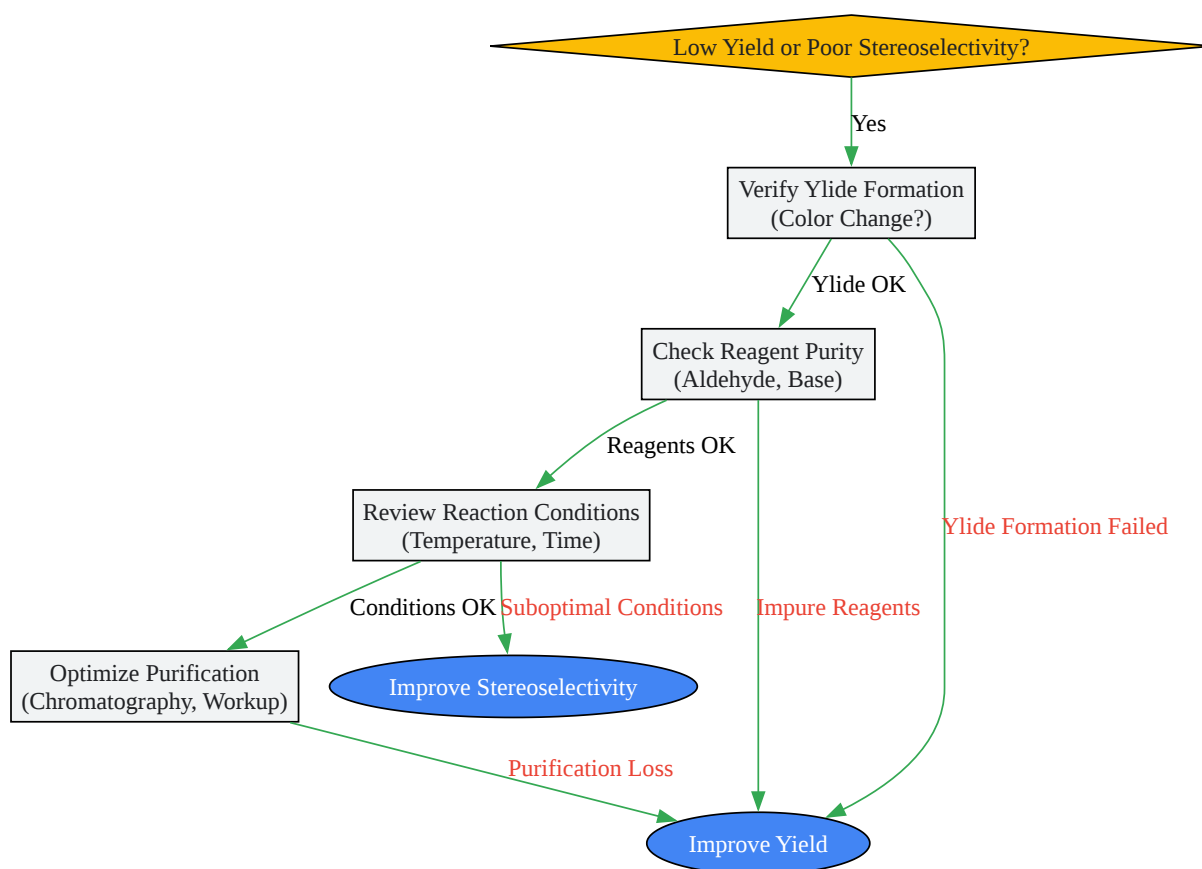 Low Yield or Poor Stereoselectivity?
Yes
Verify Ylide Formation
(Color Change?)
Ylide OK
Check Reagent Purity
(Aldehyde, Base)
Reagents OK
Review Reaction Conditions
(Temperature, Time)
Ylide Formation Failed
Conditions OK
Suboptimal Conditions
Impure Reagents
Optimize Purification
(Chromatography, Workup)
Improve Stereoselectivity
Purification Loss
Improve Yield